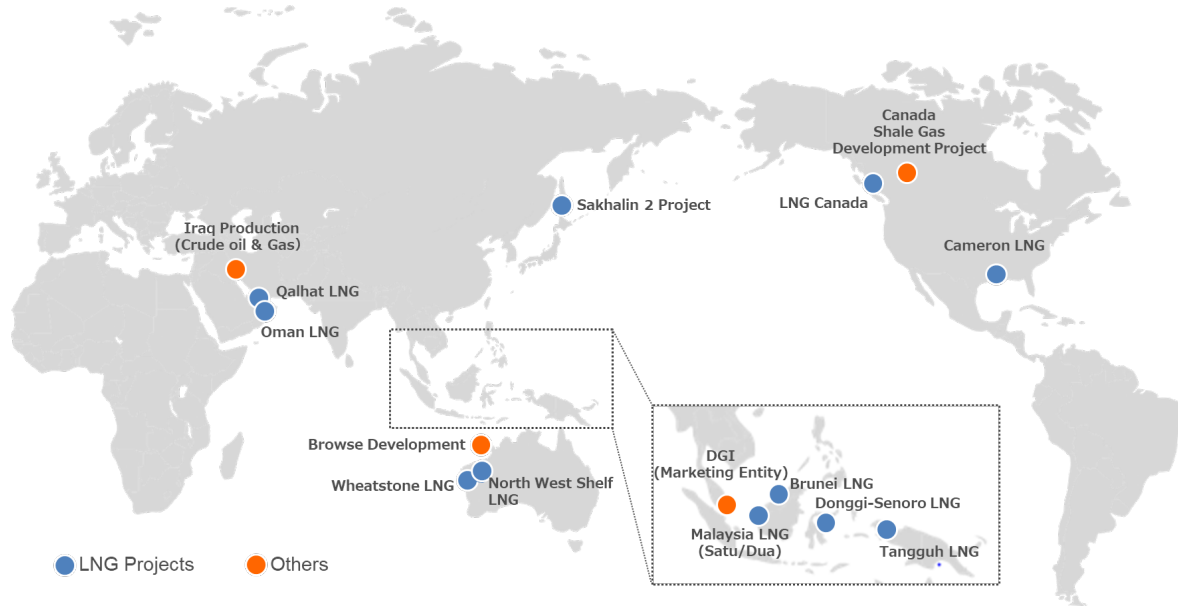 Canada
Shale Gas
Development Project
LNG Canada
Sakhalin 2 Project
Cameron LNG
Iraq Production
(Crude oil & Gas)
Qalhat LNG
Oman LNG
Browse Development
Wheatstone LNG
North West Shelf
LNG
DGI
(Marketing Entity)
Brunei LNG
Donggi-Senoro LNG
Malaysia LNG
(Satu/Dua)
Tangguh LNG
LNG Projects
Others